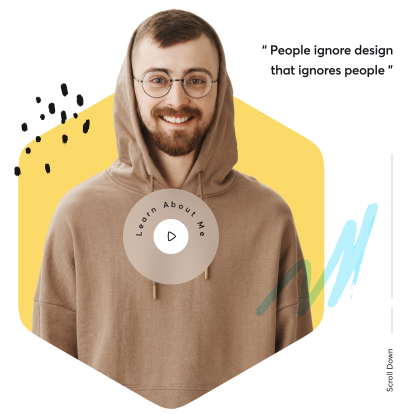 " People ignore design
that ignores people "
Learn About Me
Scroll Down